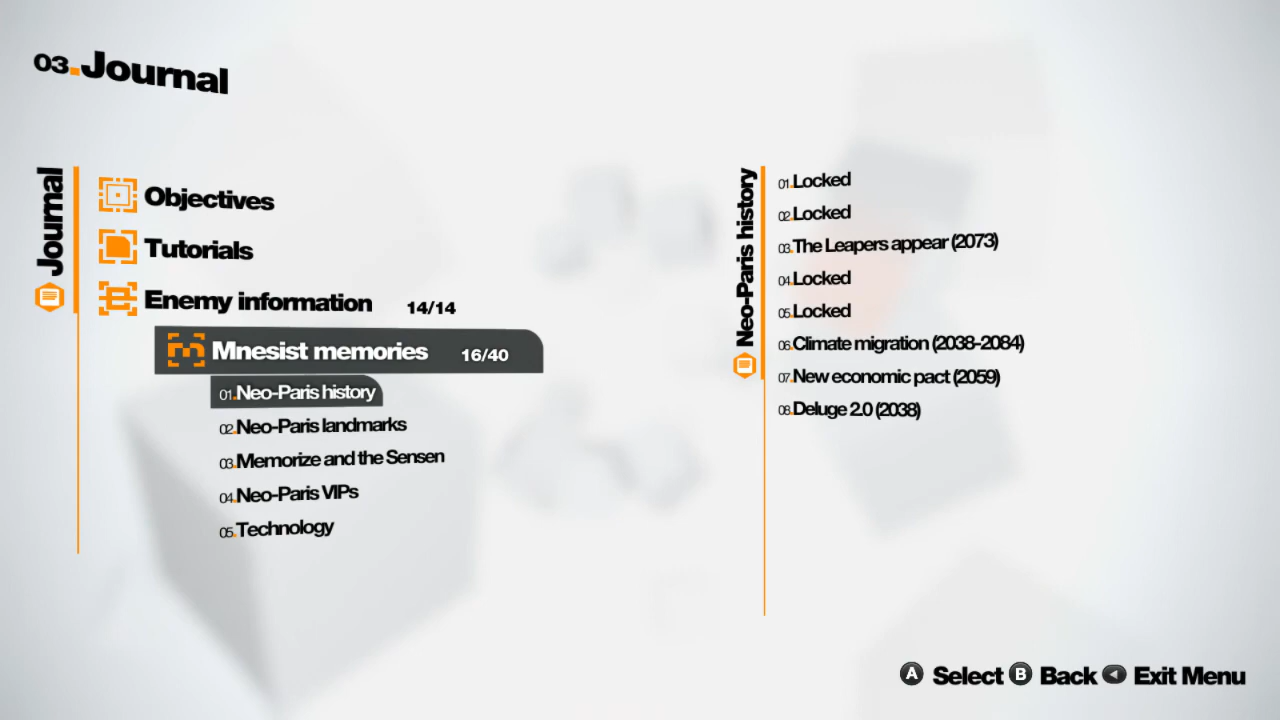 03.Journal
Journal
Objectives
Tutorials
Enemy information 14/14
Mnesist memories 16/40
01.Neo-Paris history
02.Neo-Paris landmarks
03.Memorize and the Sensen
04.Neo-Paris VIPs
05.Technology
Neo-Paris history
01.Locked
02.Locked
03.The Leapers appear (2073)
04.Locked
05.Locked
06.Climate migration (2038-2084)
07.New economic pact (2059)
08.Deluge 2.0 (2038)
A Select B Back Exit Menu